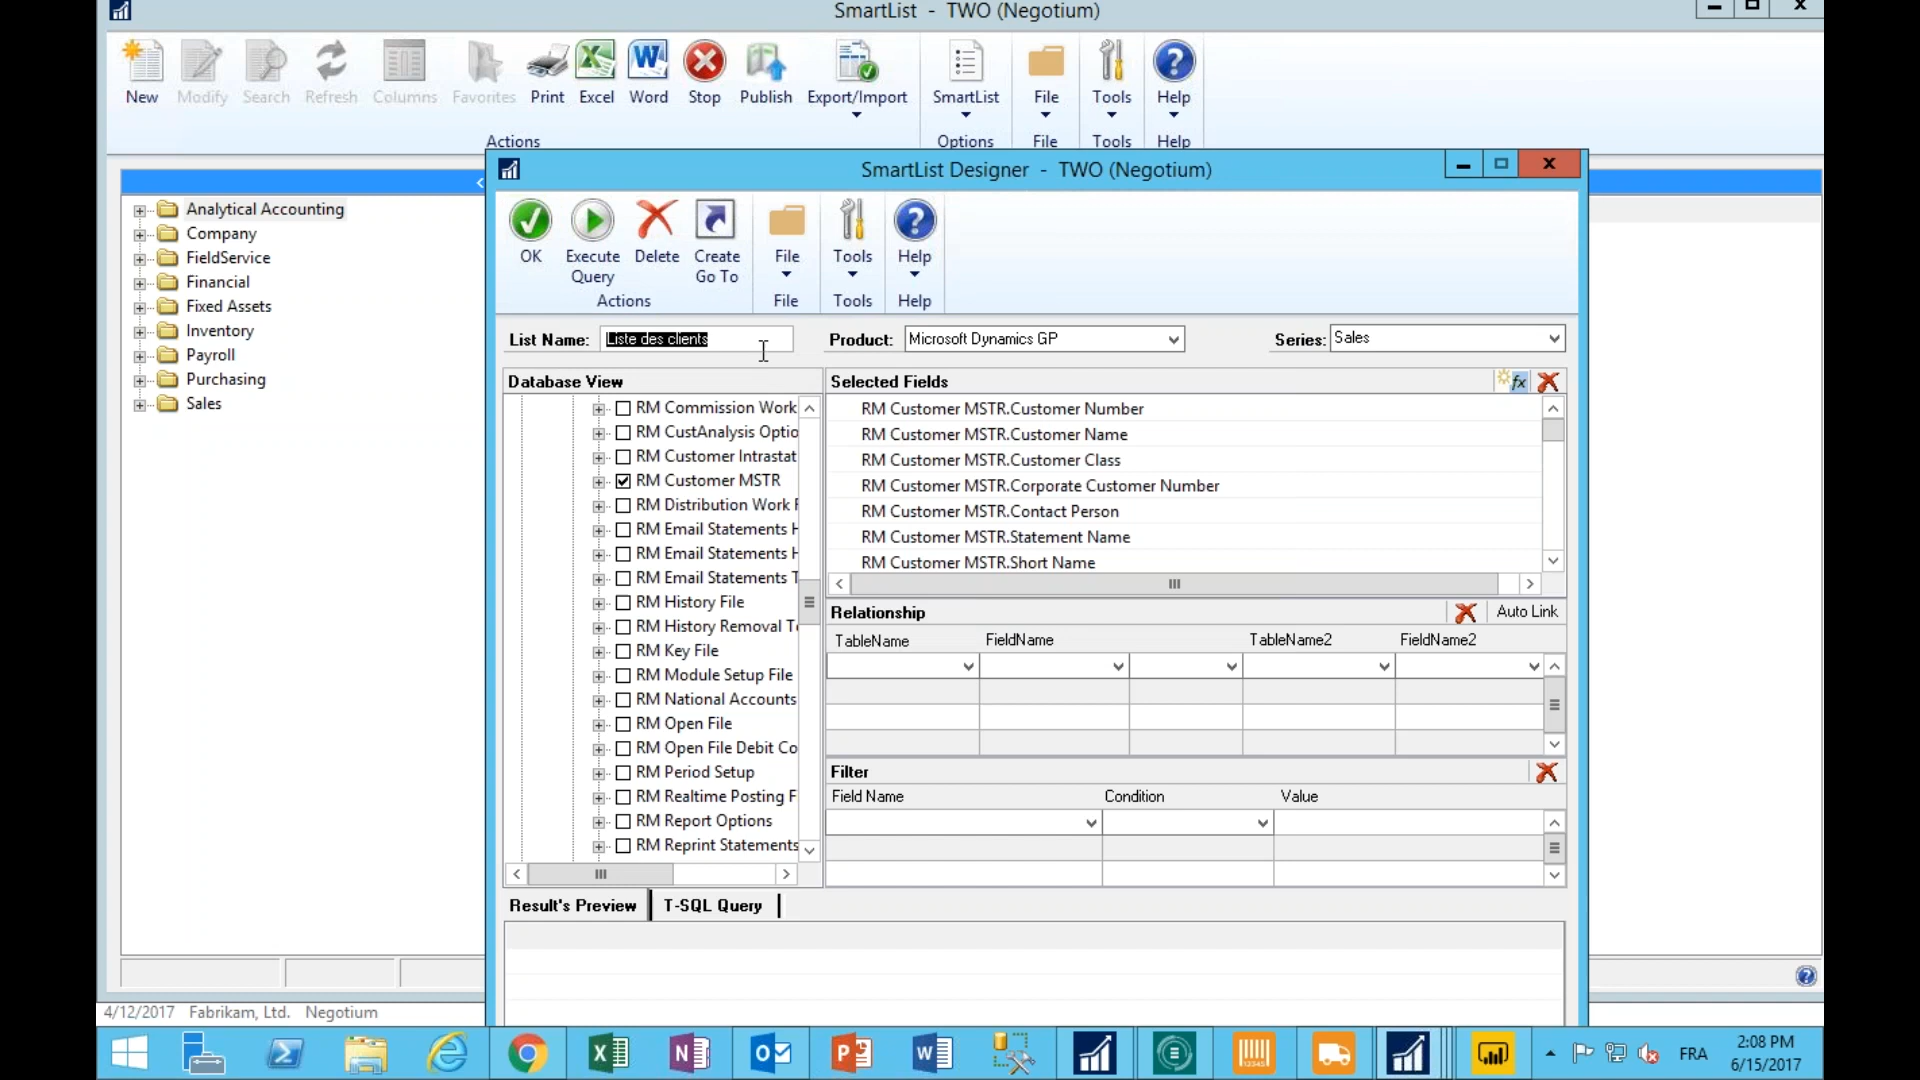 SmartList - TWO (Negotium)
New Modify Search Refresh Columns Favorites Print Excel Word Stop Publish Export/Import SmartList File Tools Help
Actions Options File Tools Help
SmartList Designer - TWO (Negotium)
Analytical Accounting
Company
FieldService
Financial
Fixed Assets
Inventory
Payroll
Purchasing
Sales
OK Execute Query Delete Create Go To File Tools Help
Actions File Tools Help
List Name: Liste des clients Product: Microsoft Dynamics GP Series: Sales
Database View
RM Commission Work
RM CustAnalysis Optio
RM Customer Intrastat
RM Customer MSTR
RM Distribution Work F
RM Email Statements H
RM Email Statements H
RM Email Statements T
RM History File
RM History Removal T
RM Key File
RM Module Setup File
RM National Accounts
RM Open File
RM Open File Debit Co
RM Period Setup
RM Realtime Posting F
RM Report Options
RM Reprint Statements
Selected Fields
fx
RM Customer MSTR.Customer Number
RM Customer MSTR.Customer Name
RM Customer MSTR.Customer Class
RM Customer MSTR.Corporate Customer Number
RM Customer MSTR.Contact Person
RM Customer MSTR.Statement Name
RM Customer MSTR.Short Name
Relationship Auto Link
TableName FieldName TableName2 FieldName2
Filter
Field Name Condition Value
Result's Preview T-SQL Query
4/12/2017 Fabrikam, Ltd. Negotium
FRA
2:08 PM
6/15/2017